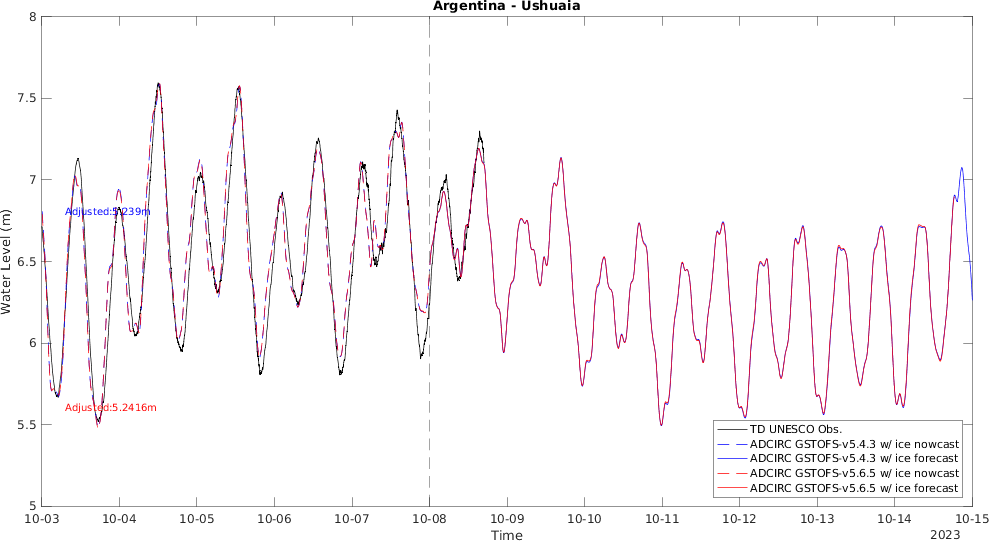 Argentina - Ushuaia
8
7.5
7
6.5
6
5.5
5
Water Level (m)
Adjusted:5.239m
Adjusted:5.2416m
TD UNESCO Obs.
ADCIRC GSTOFS-v5.4.3 w/ ice nowcast
ADCIRC GSTOFS-v5.4.3 w/ ice forecast
ADCIRC GSTOFS-v5.6.5 w/ ice nowcast
ADCIRC GSTOFS-v5.6.5 w/ ice forecast
10-03 10-04 10-05 10-06 10-07 10-08 10-09 10-10 10-11 10-12 10-13 10-14 10-15
Time
2023